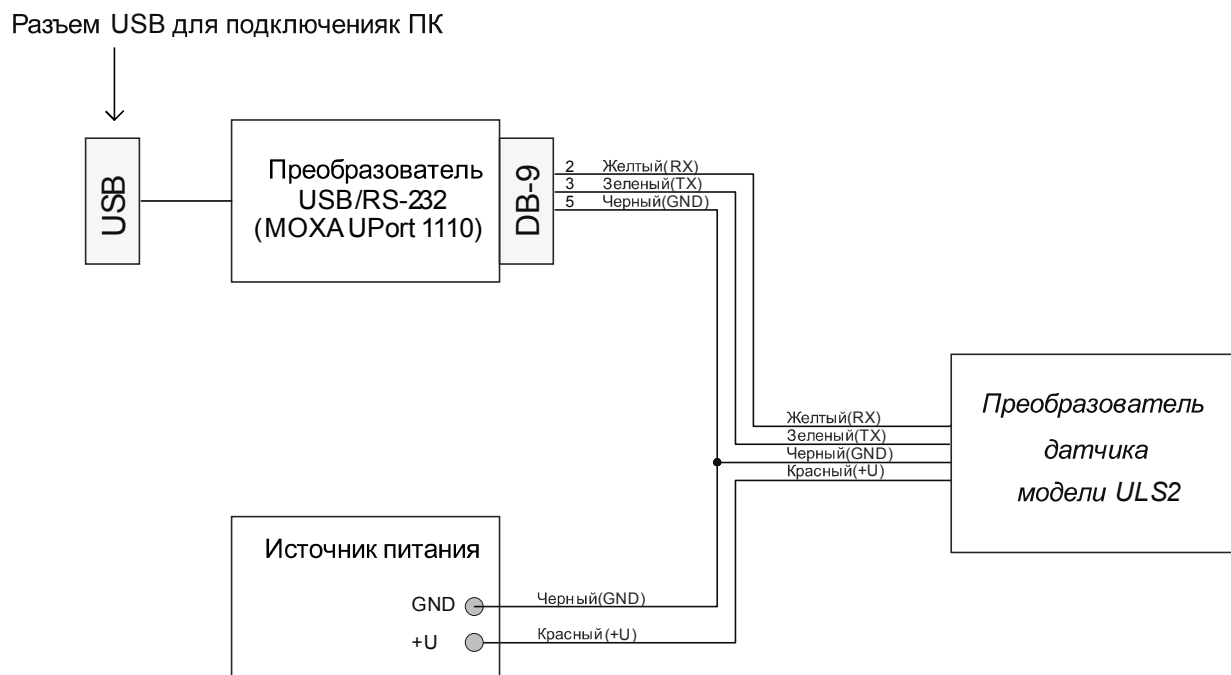 Разъем USB для подключенияк ПК
USB
Преобразователь
USB/RS-232
(MOXA UPort 1110)
DB-9
2 Желтый(RX)
3 Зеленый(TX)
5 Черный(GND)
Желтый(RX)
Зеленый(TX)
Черный(GND)
Красный(+U)
Преобразователь
датчика
модели ULS2
Источник питания
GND
Черный(GND)
+U
Красный(+U)